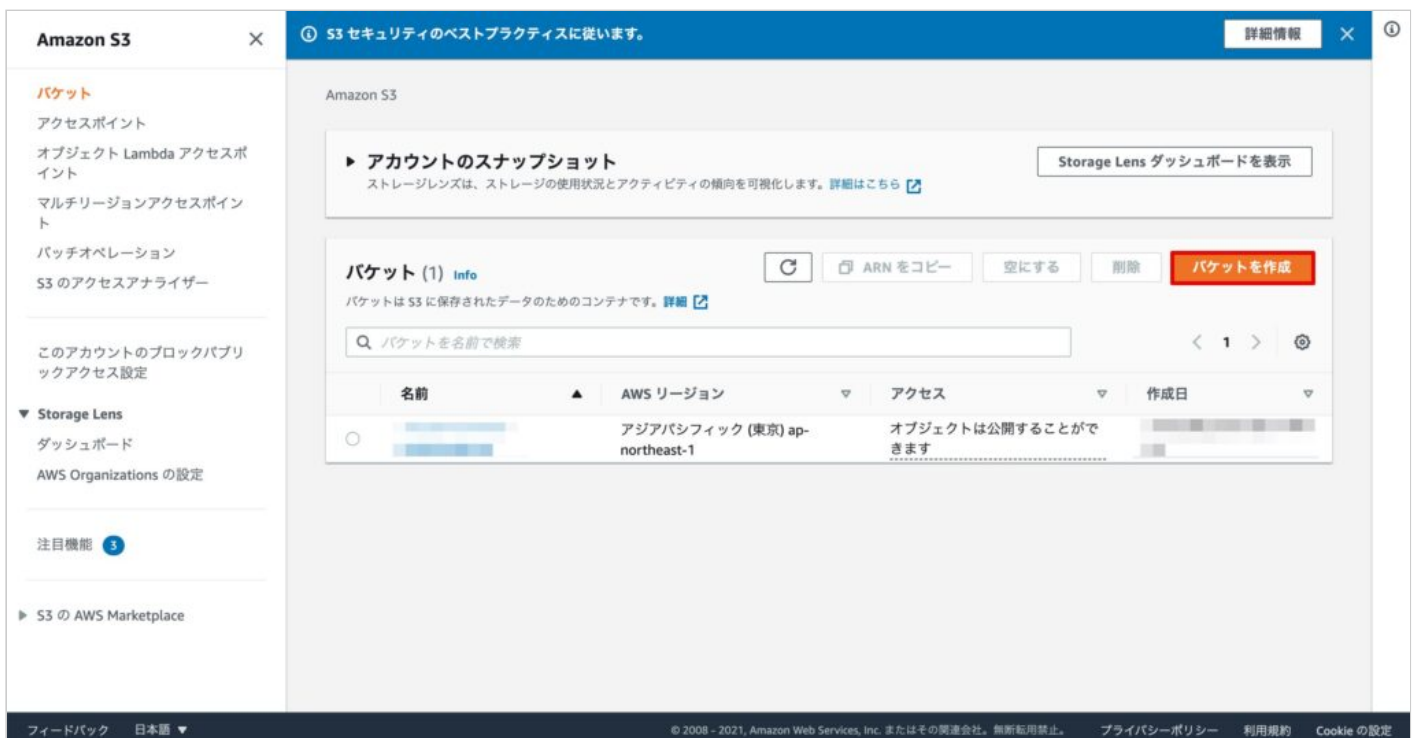 Amazon S3
バケット
アクセスポイント
オブジェクト Lambda アクセスポ
イント
マルチリージョンアクセスポイン
ト
バッチオペレーション
S3 のアクセスアナライザー
このアカウントのブロックパブリ
ックアクセス設定
▼ Storage Lens
ダッシュボード
AWS Organizations の設定
注目機能 3
▶ S3 の AWS Marketplace
S3 セキュリティのベストプラクティスに従います。 詳細情報
Amazon S3
▶ アカウントのスナップショット
ストレージレンズは、ストレージの使用状況とアクティビティの傾向を可視化します。詳細はこちら
Storage Lens ダッシュボードを表示
バケット (1) Info
ARN をコピー 空にする 削除 バケットを作成
バケットは S3 に保存されたデータのためのコンテナです。詳細
バケットを名前で検索
1
名前 ▲ AWS リージョン ▽ アクセス ▽ 作成日 ▽
アジアパシフィック (東京) ap-
northeast-1
オブジェクトは公開することがで
きます
フィードバック 日本語 ▼ © 2008 - 2021, Amazon Web Services, Inc. またはその関連会社。無断転用禁止。 プライバシーポリシー 利用規約 Cookie の設定